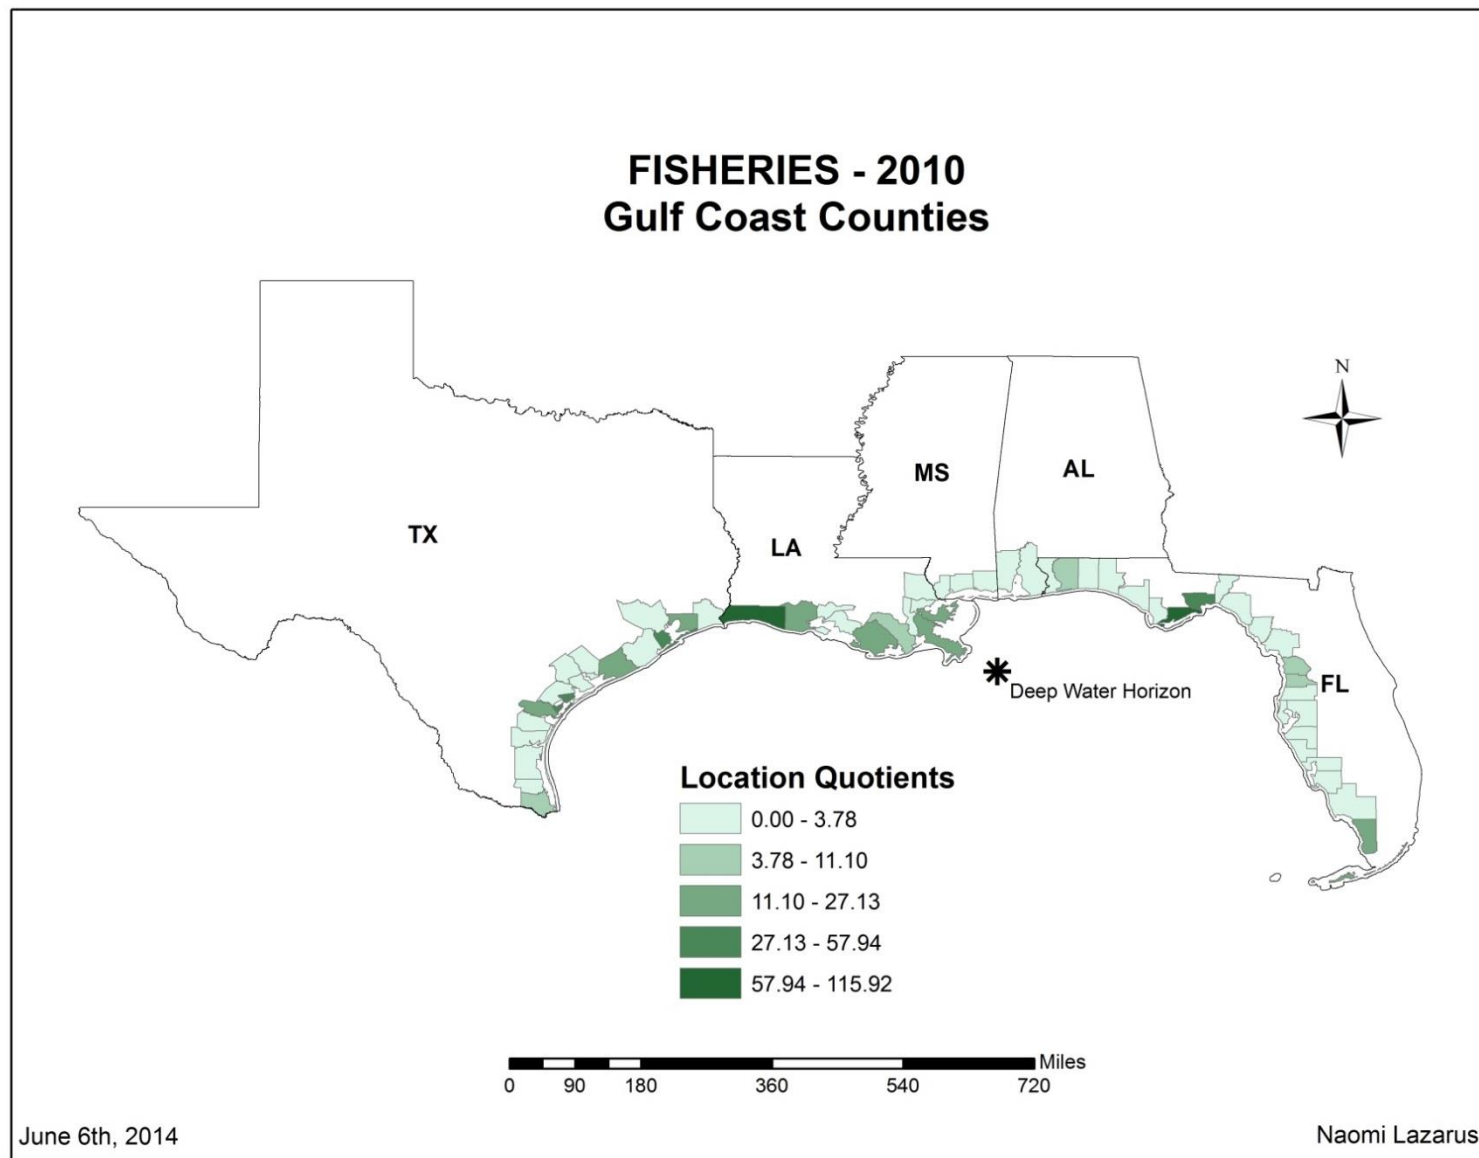 FISHERIES - 2010
Gulf Coast Counties
N
MS
AL
TX
LA
FL
Deep Water Horizon
Location Quotients
0.00 - 3.78
3.78 - 11.10
11.10 - 27.13
27.13 - 57.94
57.94 - 115.92
Miles
0 90 180 360 540 720
June 6th, 2014
Naomi Lazarus